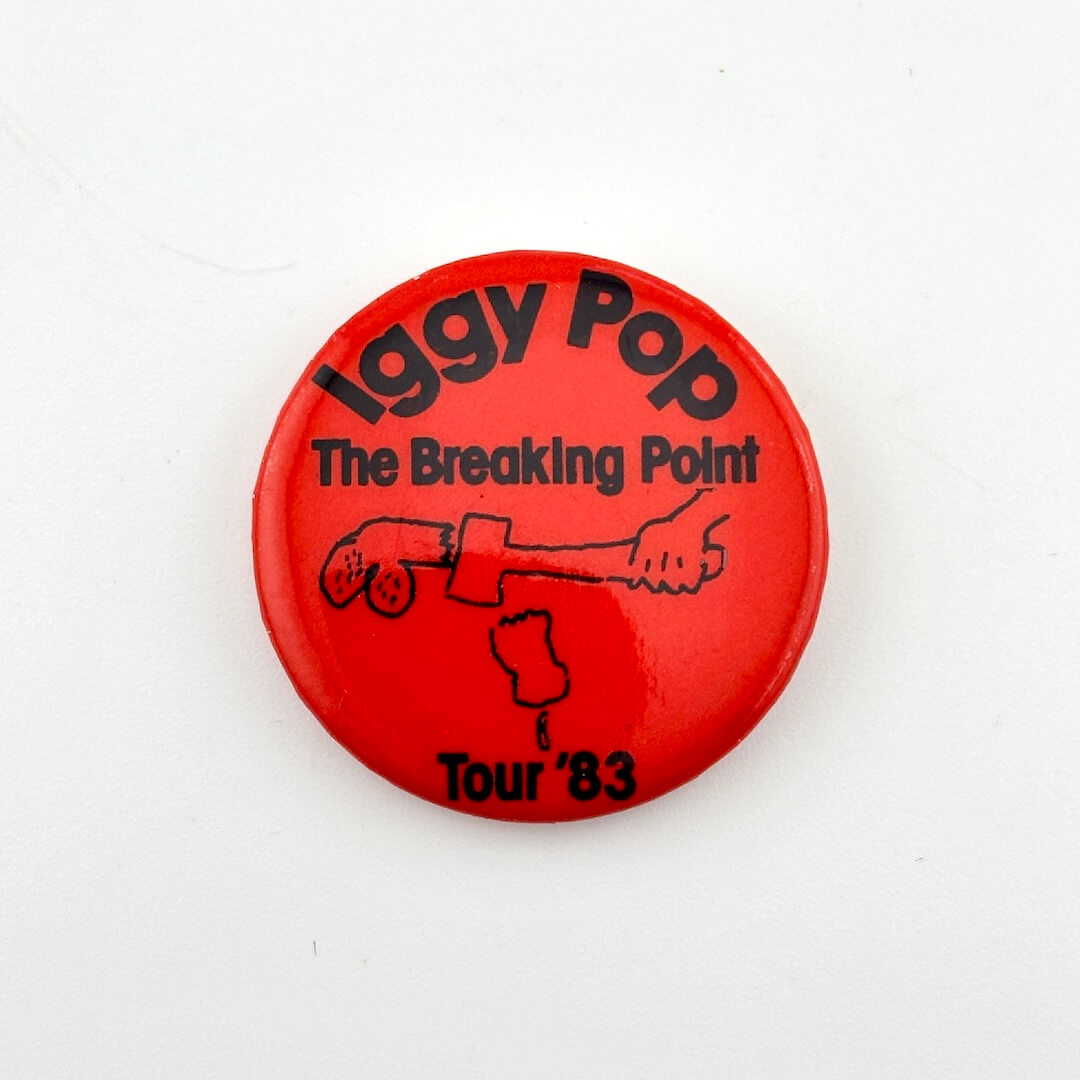 Iggy Pop
The Breaking Point
Tour '83